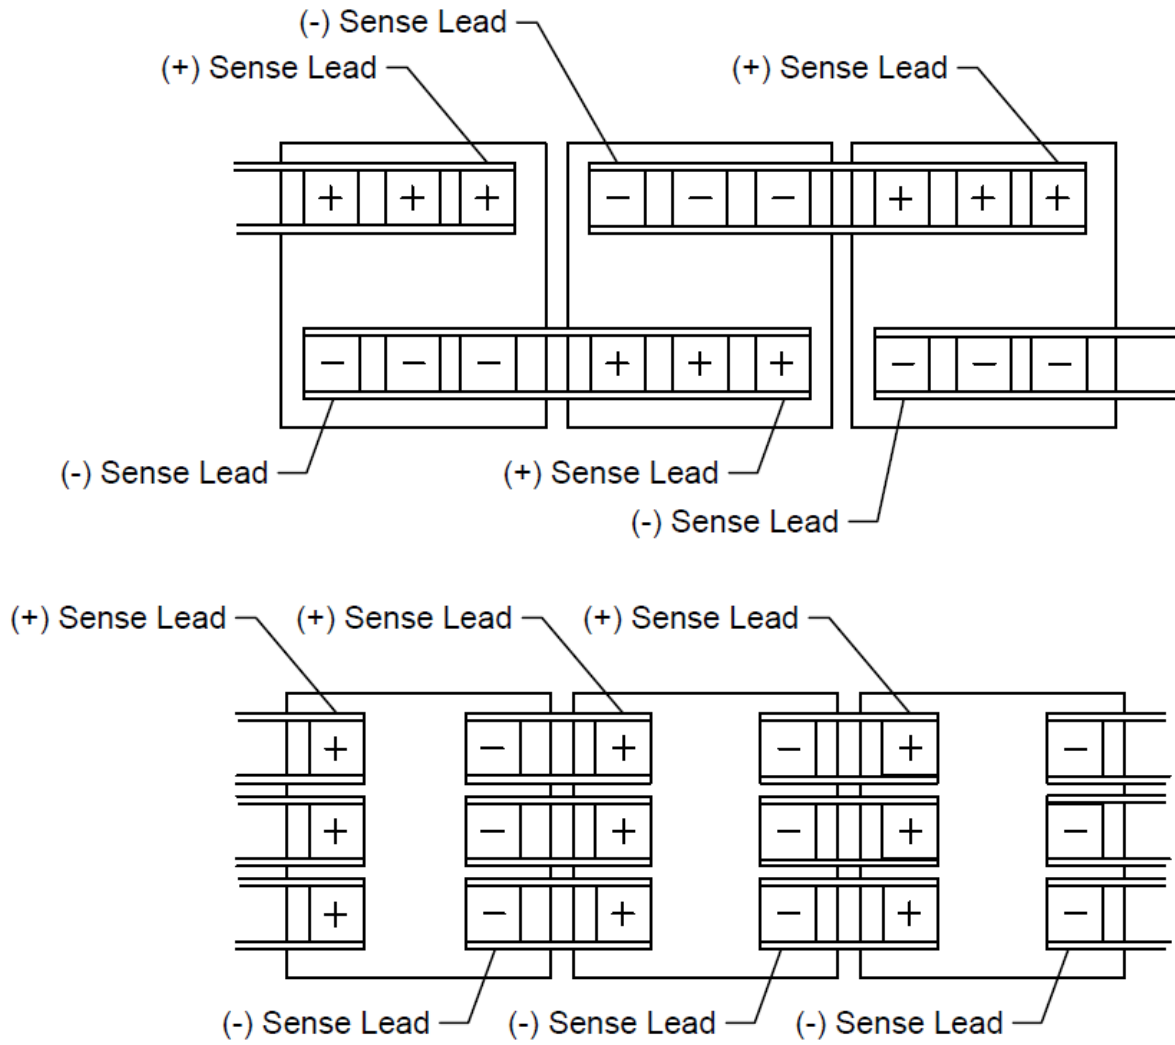 (-) Sense Lead
(+) Sense Lead (+) Sense Lead
+ + + − − − + + +
− − − + + + − − −
(-) Sense Lead (+) Sense Lead
(-) Sense Lead
(+) Sense Lead (+) Sense Lead (+) Sense Lead
+ − + − + −
+ − + − + −
+ − + − + −
(-) Sense Lead (-) Sense Lead (-) Sense Lead